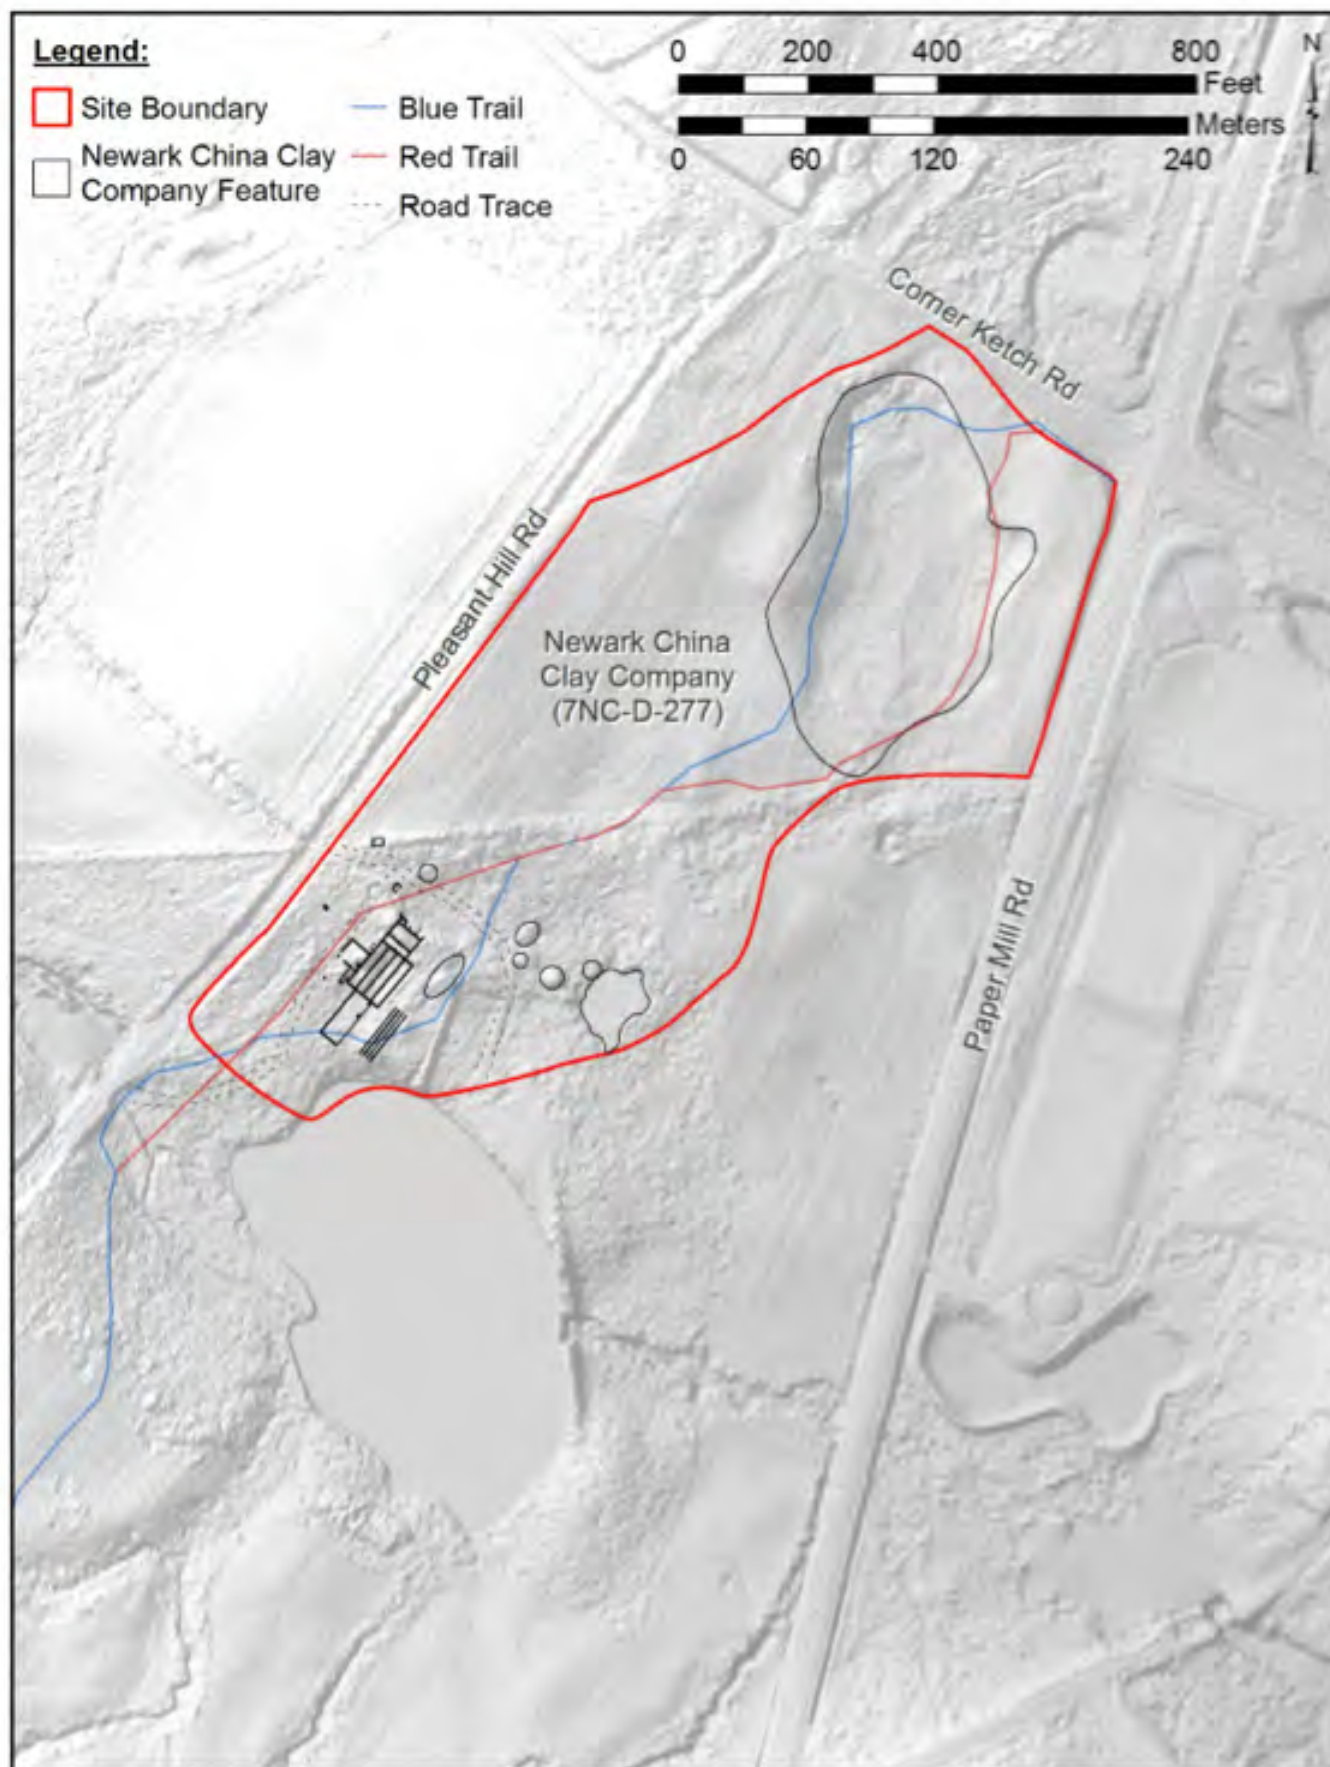 Legend:
Site Boundary
Newark China Clay
Company Feature
Blue Trail
Red Trail
Road Trace
0 200 400 800
Feet
Meters
0 60 120 240
N
Corner Ketch Rd
Pleasant Hill Rd
Newark China
Clay Company
(7NC-D-277)
Paper Mill Rd